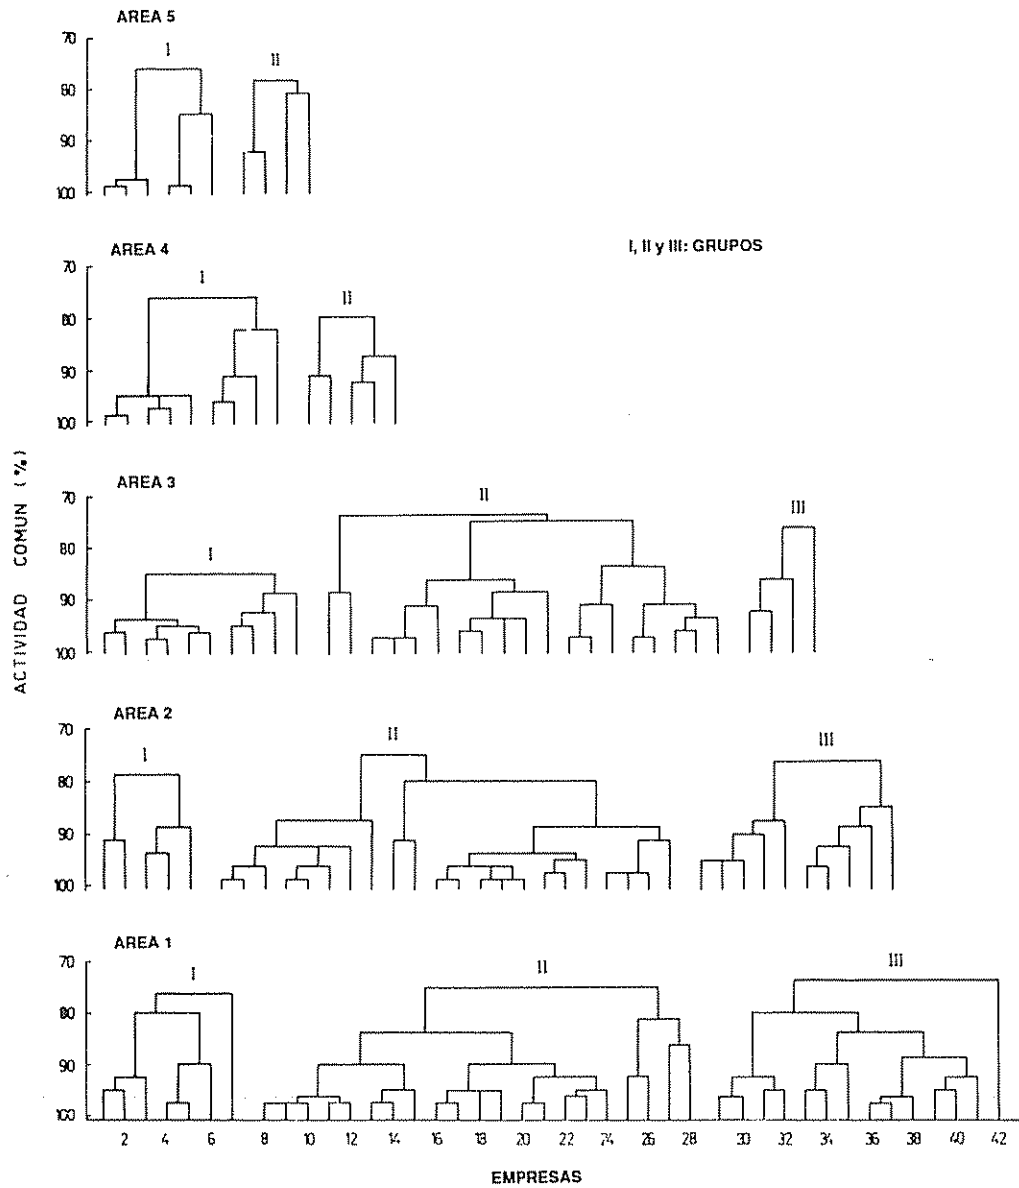 AREA 5
70
I
II
80
90
100
AREA 4
I, II y III: GRUPOS
70
I
II
80
90
100
AREA 3
70
I
II
III
80
90
100
AREA 2
70
I
II
III
80
90
100
AREA 1
70
I
II
III
80
90
100
2 4 6 8 10 12 14 16 18 20 22 24 26 28 30 32 34 36 38 40 42
EMPRESAS
ACTIVIDAD COMUN (%)